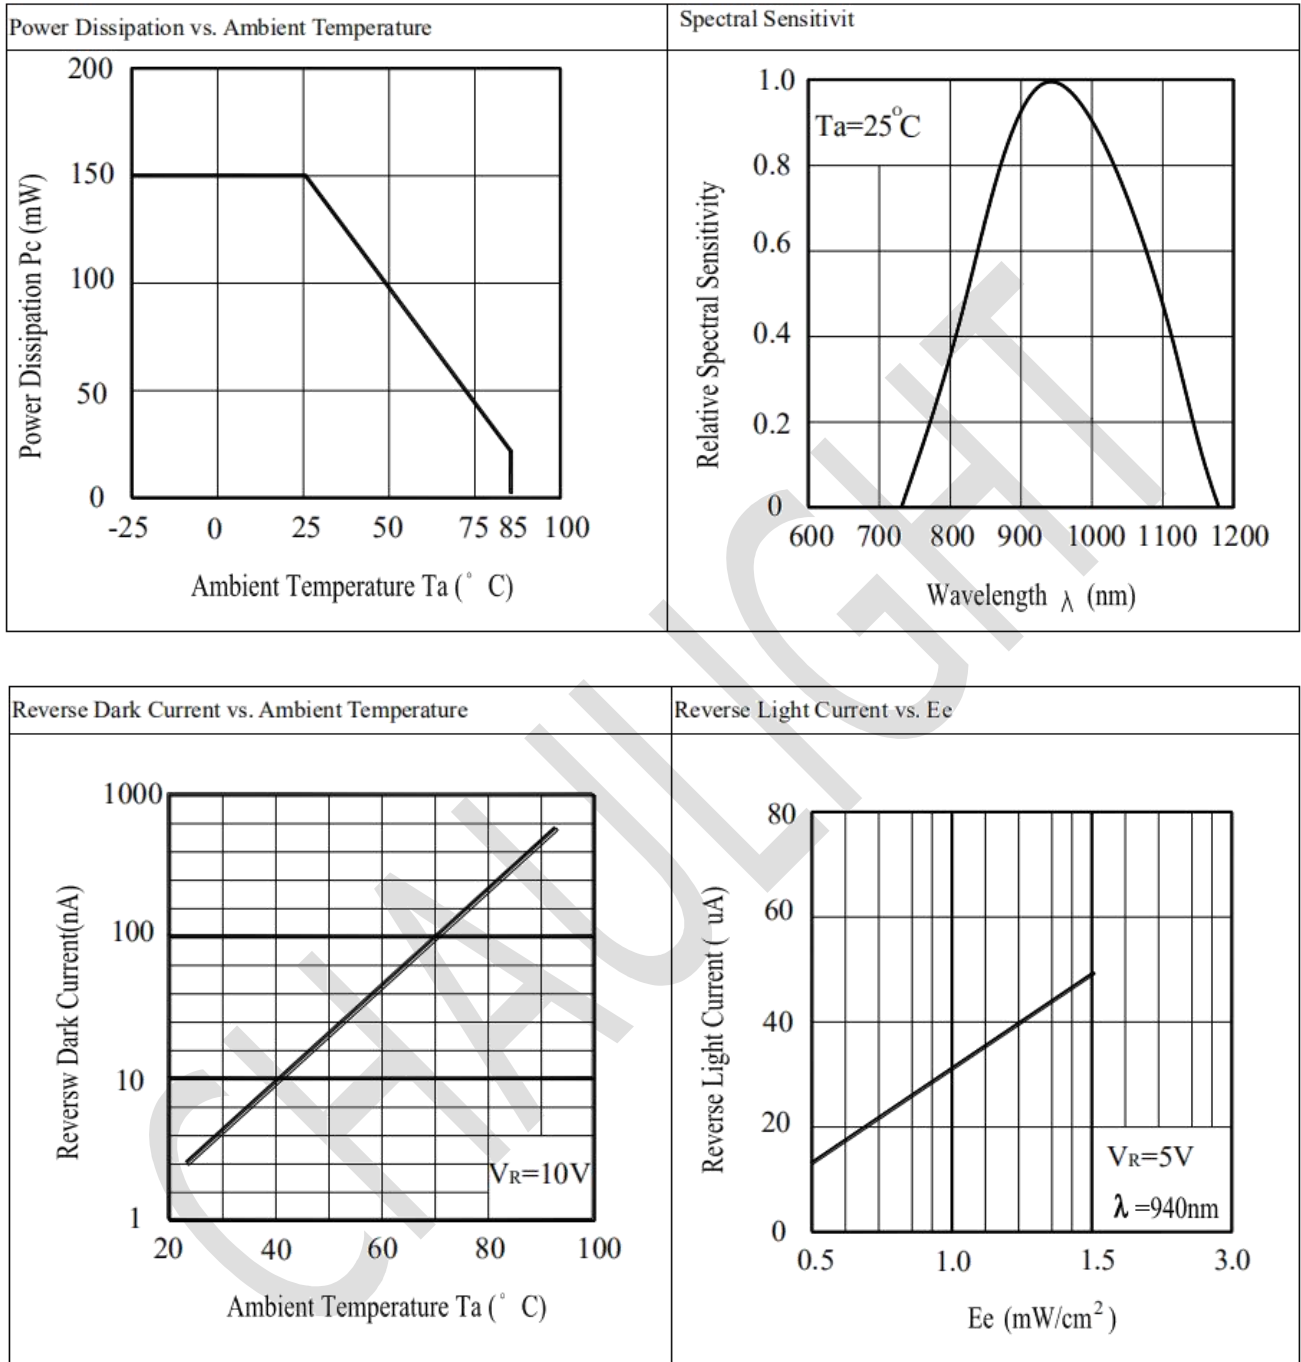 Power Dissipation vs. Ambient Temperature
200
150
100
50
0
-25 0 25 50 75 85 100
Power Dissipation Pc (mW)
Ambient Temperature Ta (° C)
Spectral Sensitivit
Ta=25°C
1.0
0.8
0.6
0.4
0.2
0
600 700 800 900 1000 1100 1200
Relative Spectral Sensitivity
Wavelength λ (nm)
Reverse Dark Current vs. Ambient Temperature
1000
100
10
1
20 40 60 80 100
Reversw Dark Current(nA)
VR=10V
Ambient Temperature Ta (° C)
Reverse Light Current vs. Ee
80
60
40
20
0
0.5 1.0 1.5 3.0
Reverse Light Current ( uA)
VR=5V
λ =940nm
Ee (mW/cm²)
CHAULIGHT